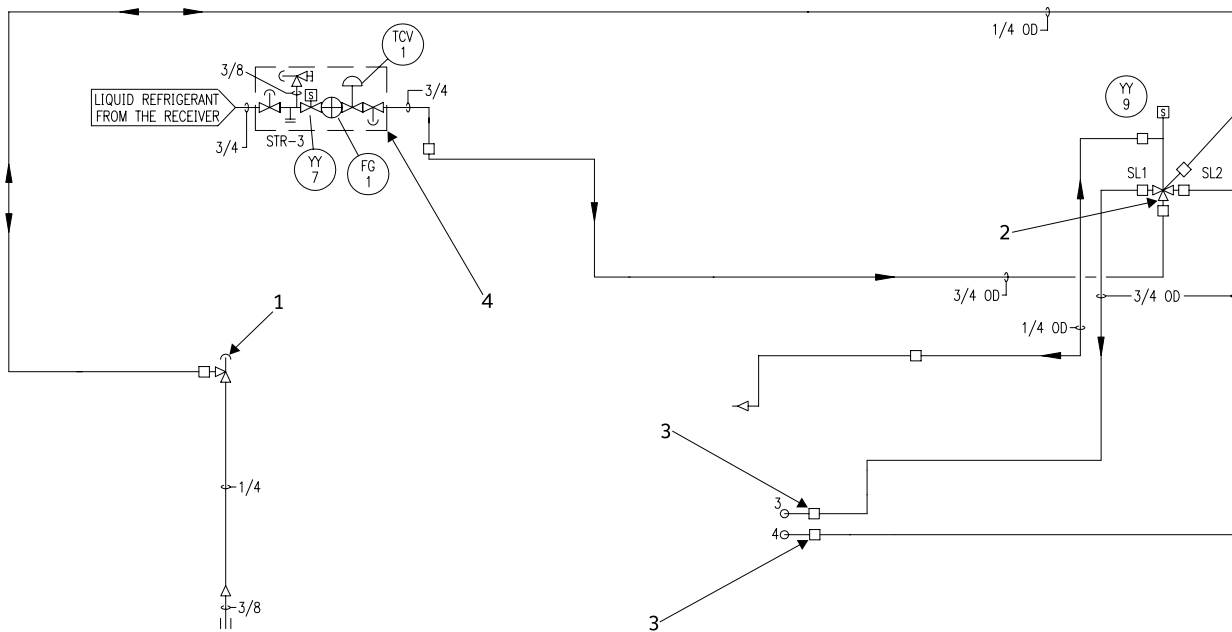 1/4 OD
TCV
1
3/8
S
3/4
LIQUID REFRIGERANT
FROM THE RECEIVER
3/4
STR-3
YY
7
FG
1
YY
9
S
SL1
SL2
2
4
3/4 OD
3/4 OD
1/4 OD
1
3
1/4
3
4
3/8
3